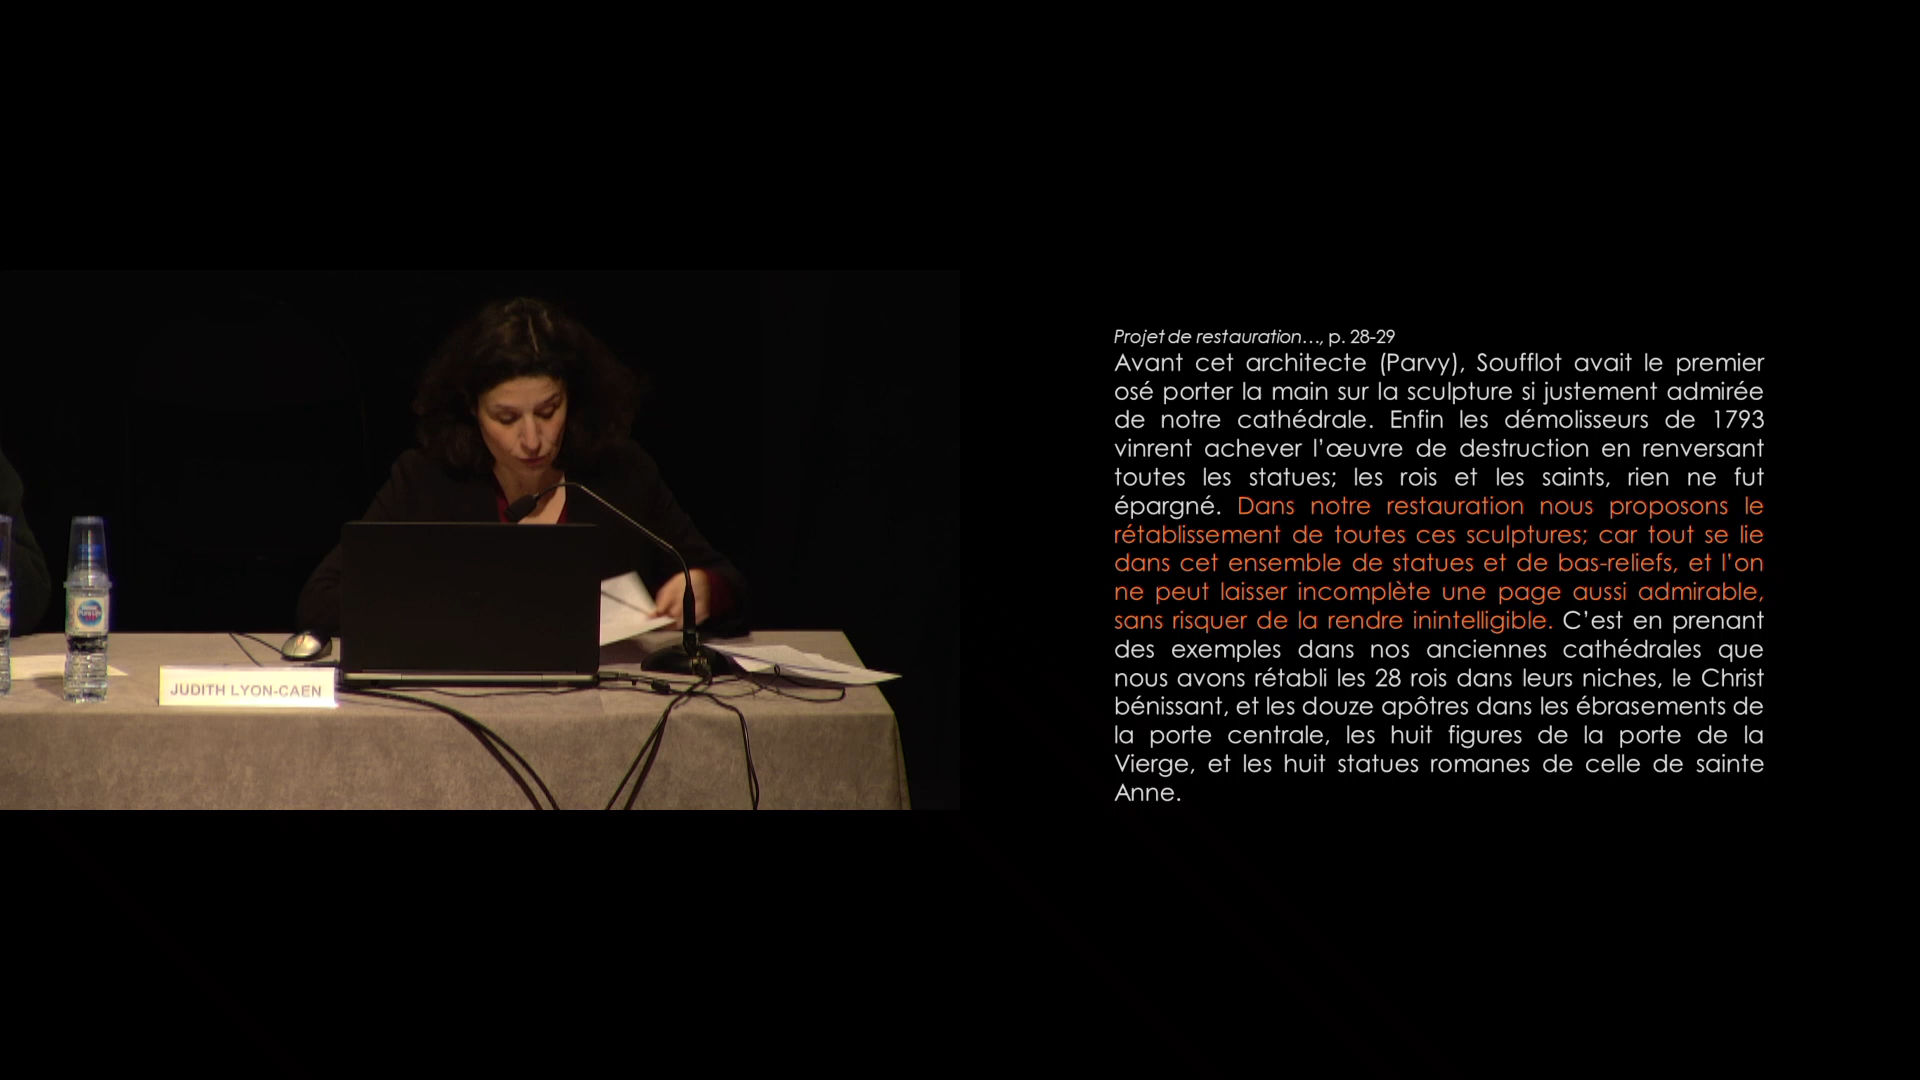 JUDITH LYON-CAEN
Projet de restauration..., p. 28-29
Avant cet architecte (Parvy), Soufflot avait le premier
osé porter la main sur la sculpture si justement admirée
de notre cathédrale. Enfin les démolisseurs de 1793
vinrent achever l’œuvre de destruction en renversant
toutes les statues; les rois et les saints, rien ne fut
épargné. Dans notre restauration nous proposons le
rétablissement de toutes ces sculptures; car tout se lie
dans cet ensemble de statues et de bas-reliefs, et l’on
ne peut laisser incomplète une page aussi admirable,
sans risquer de la rendre inintelligible. C’est en prenant
des exemples dans nos anciennes cathédrales que
nous avons rétabli les 28 rois dans leurs niches, le Christ
bénissant, et les douze apôtres dans les ébrasements de
la porte centrale, les huit figures de la porte de la
Vierge, et les huit statues romanes de celle de sainte
Anne.